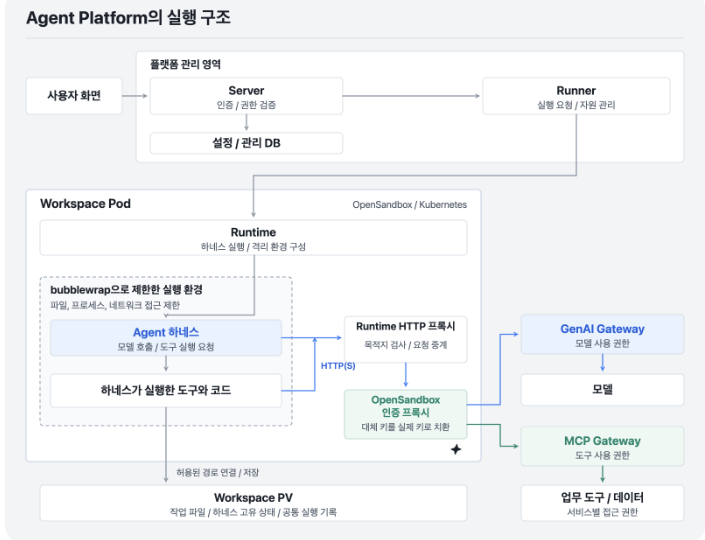 Agent Platform의 실행 구조
플랫폼 관리 영역
사용자 화면
Server
인증 / 권한 검증
Runner
실행 요청 / 자원 관리
설정 / 관리 DB
Workspace Pod
OpenSandbox / Kubernetes
Runtime
하네스 실행 / 격리 환경 구성
bubblewrap으로 제한한 실행 환경
파일, 프로세스, 네트워크 접근 제한
Agent 하네스
모델 호출 / 도구 실행 요청
하네스가 실행한 도구와 코드
HTTP(S)
Runtime HTTP 프록시
목적지 검사 / 요청 중계
OpenSandbox
인증 프록시
대체 키를 실제 키로 치환
GenAI Gateway
모델 사용 권한
모델
MCP Gateway
도구 사용 권한
업무 도구 / 데이터
서비스별 접근 권한
허용된 경로 연결 / 저장
Workspace PV
작업 파일 / 하네스 고유 상태 / 공통 실행 기록